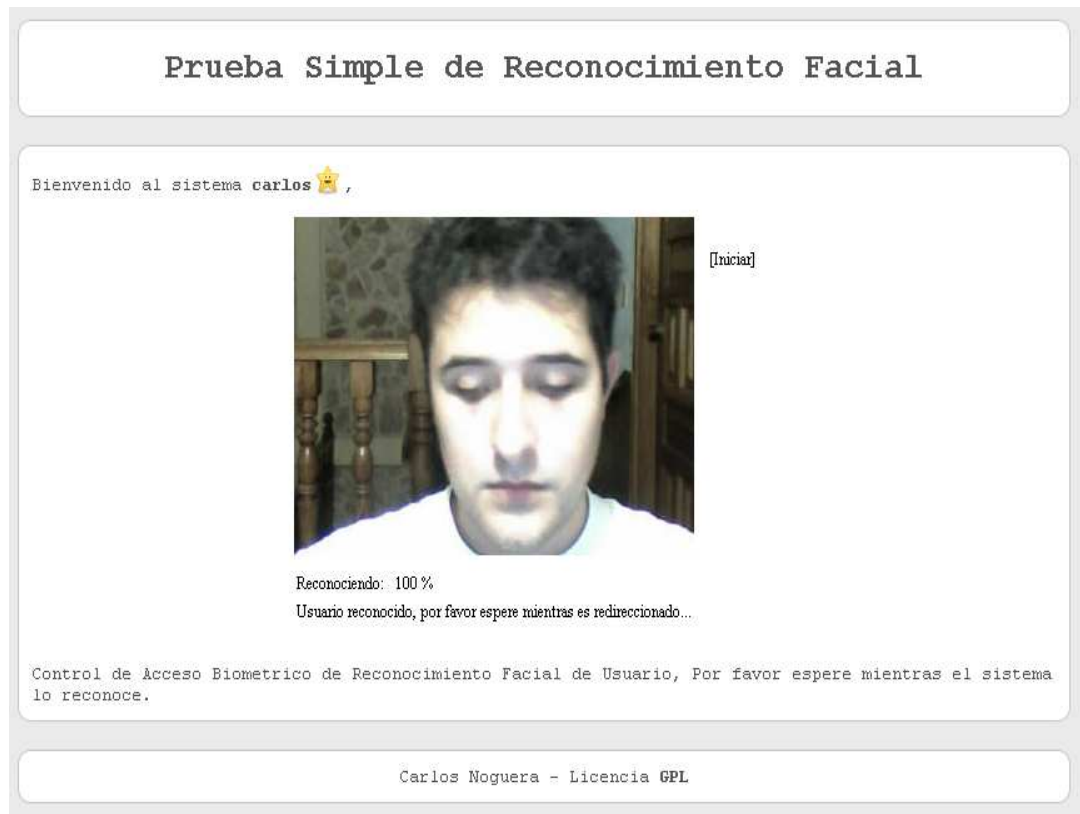 Prueba Simple de Reconocimiento Facial
Bienvenido al sistema carlos ,
[Iniciar]
Reconociendo: 100 %
Usuario reconocido, por favor espere mientras es redireccionado...
Control de Acceso Biometrico de Reconocimiento Facial de Usuario, Por favor espere mientras el sistema
lo reconoce.
Carlos Noguera - Licencia GPL